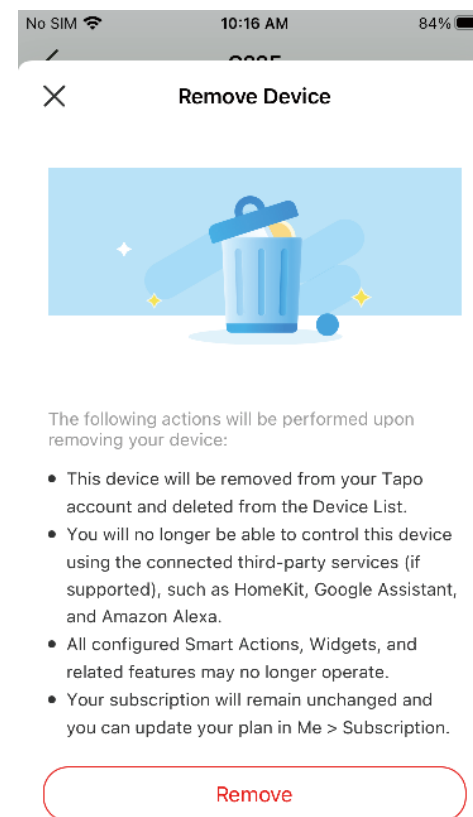 No SIM 10:16 AM 84%
Remove Device
The following actions will be performed upon
removing your device:
• This device will be removed from your Tapo
account and deleted from the Device List.
• You will no longer be able to control this device
using the connected third-party services (if
supported), such as HomeKit, Google Assistant,
and Amazon Alexa.
• All configured Smart Actions, Widgets, and
related features may no longer operate.
• Your subscription will remain unchanged and
you can update your plan in Me > Subscription.
Remove